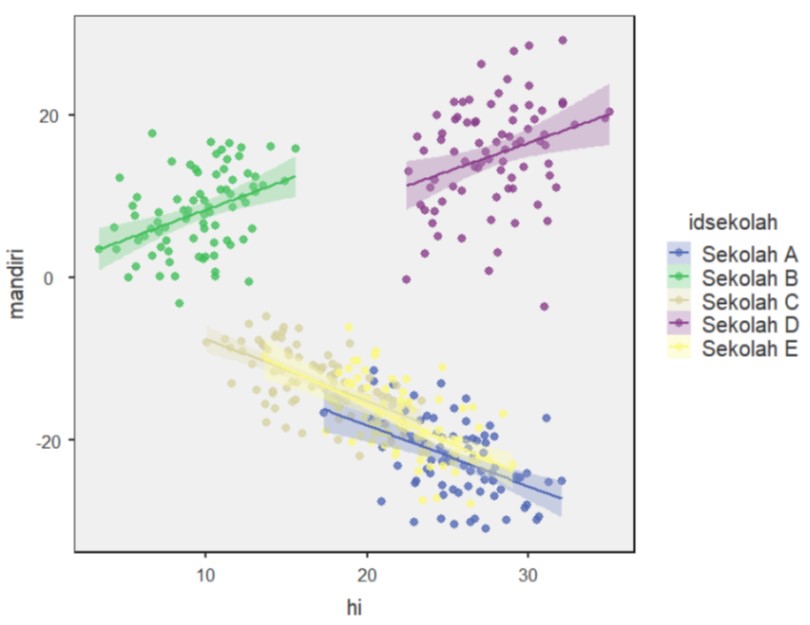 20
0
-20
mandiri
10
20
30
hi
idsekolah
Sekolah A
Sekolah B
Sekolah C
Sekolah D
Sekolah E